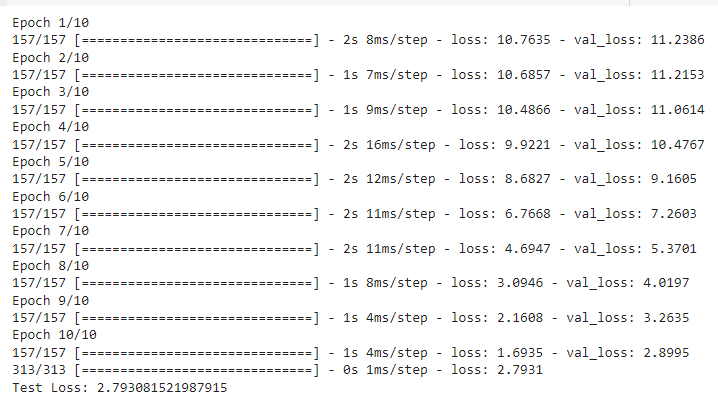 Epoch 1/10
157/157 [==============================] - 2s 8ms/step - loss: 10.7635 - val_loss: 11.2386
Epoch 2/10
157/157 [==============================] - 1s 7ms/step - loss: 10.6857 - val_loss: 11.2153
Epoch 3/10
157/157 [==============================] - 1s 9ms/step - loss: 10.4866 - val_loss: 11.0614
Epoch 4/10
157/157 [==============================] - 2s 16ms/step - loss: 9.9221 - val_loss: 10.4767
Epoch 5/10
157/157 [==============================] - 2s 12ms/step - loss: 8.6827 - val_loss: 9.1605
Epoch 6/10
157/157 [==============================] - 2s 11ms/step - loss: 6.7668 - val_loss: 7.2603
Epoch 7/10
157/157 [==============================] - 2s 11ms/step - loss: 4.6947 - val_loss: 5.3701
Epoch 8/10
157/157 [==============================] - 1s 8ms/step - loss: 3.0946 - val_loss: 4.0197
Epoch 9/10
157/157 [==============================] - 1s 4ms/step - loss: 2.1608 - val_loss: 3.2635
Epoch 10/10
157/157 [==============================] - 1s 4ms/step - loss: 1.6935 - val_loss: 2.8995
313/313 [==============================] - 0s 1ms/step - loss: 2.7931
Test Loss: 2.793081521987915